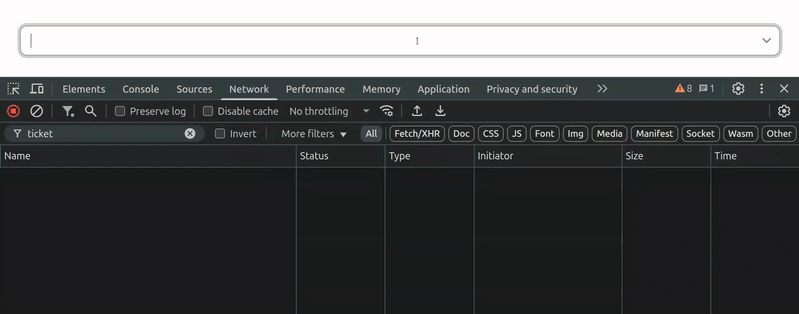 Elements Console Sources Network Performance Memory Application Privacy and security 8 1
Preserve log Disable cache No throttling
ticket Invert More filters All Fetch/XHR Doc CSS JS Font Img Media Manifest Socket Wasm Other
Name Status Type Initiator Size Time